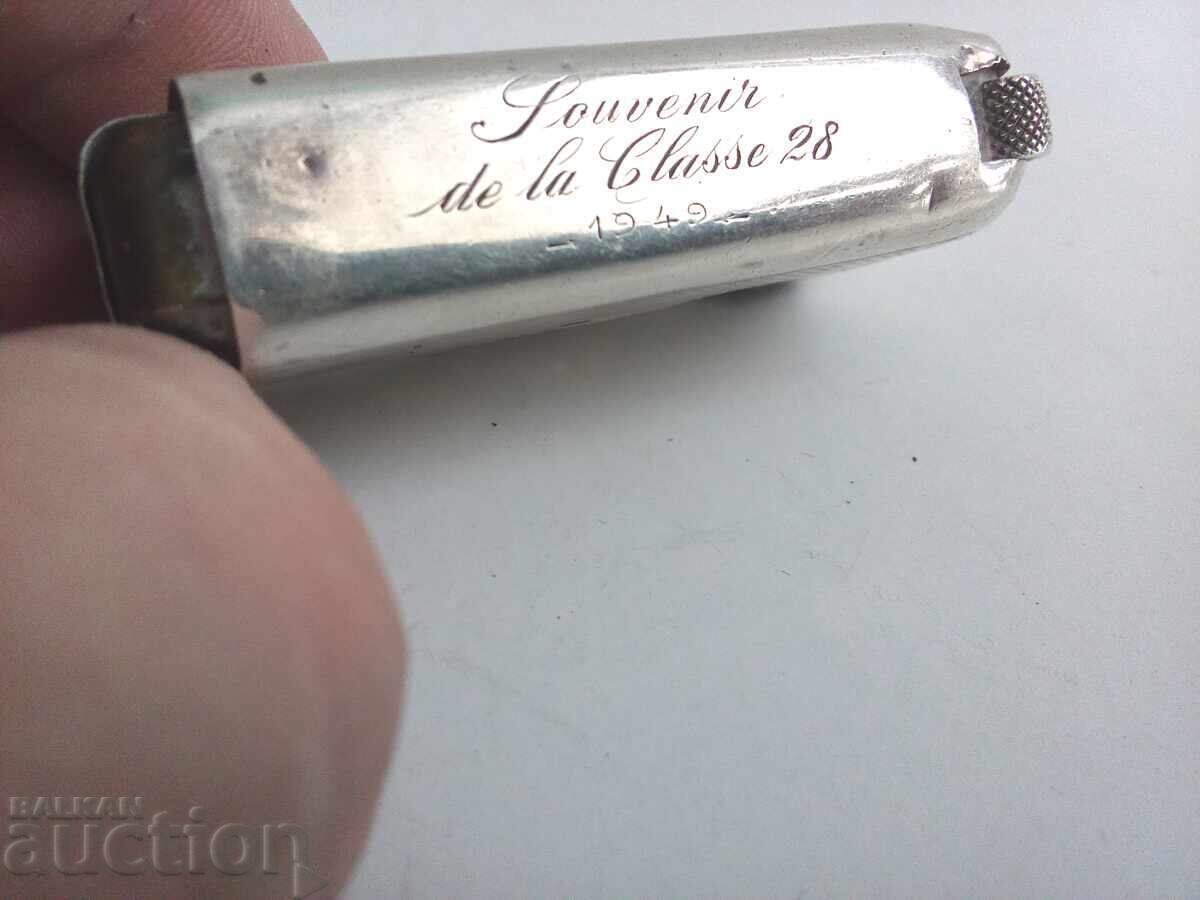 Souvenir
de la Classe 28
- 1949 -
BALKAN
auction